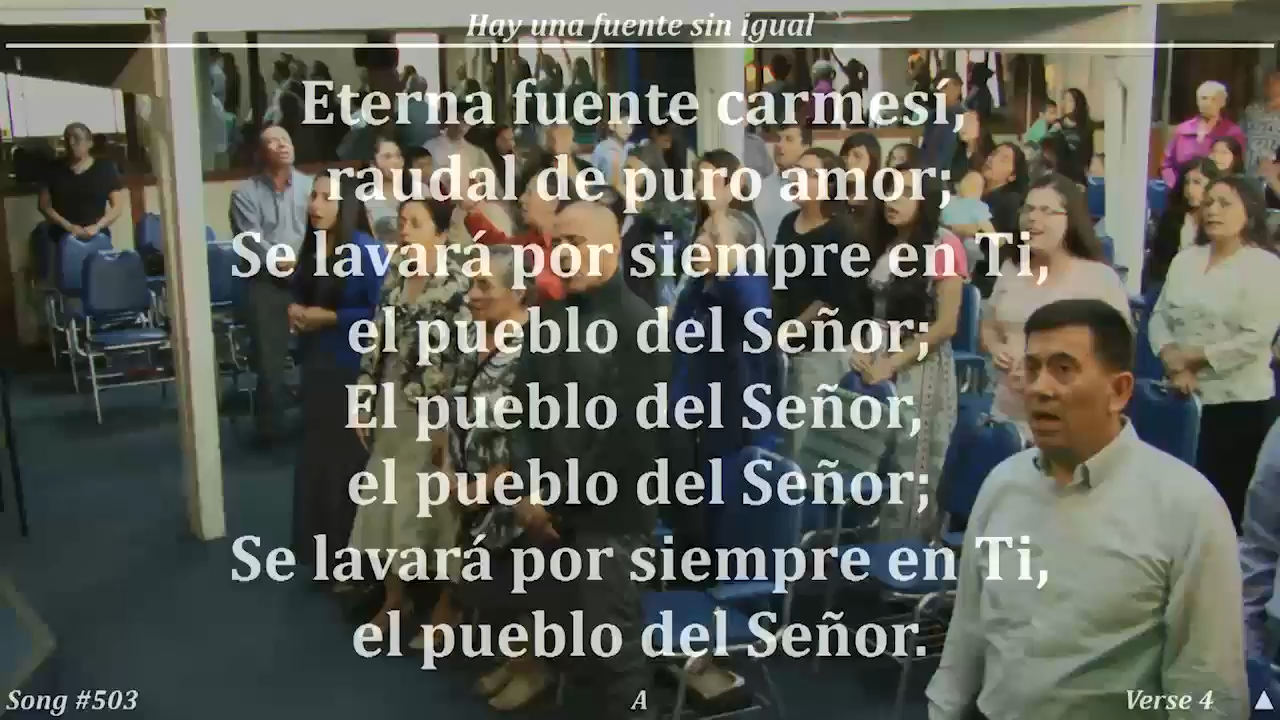 Hay una fuente sin igual
Eterna fuente carmesí,
raudal de puro amor;
Se lavará por siempre en Ti,
el pueblo del Señor;
El pueblo del Señor,
el pueblo del Señor;
Se lavará por siempre en Ti,
el pueblo del Señor.
Song #503
A
Verse 4 ▲